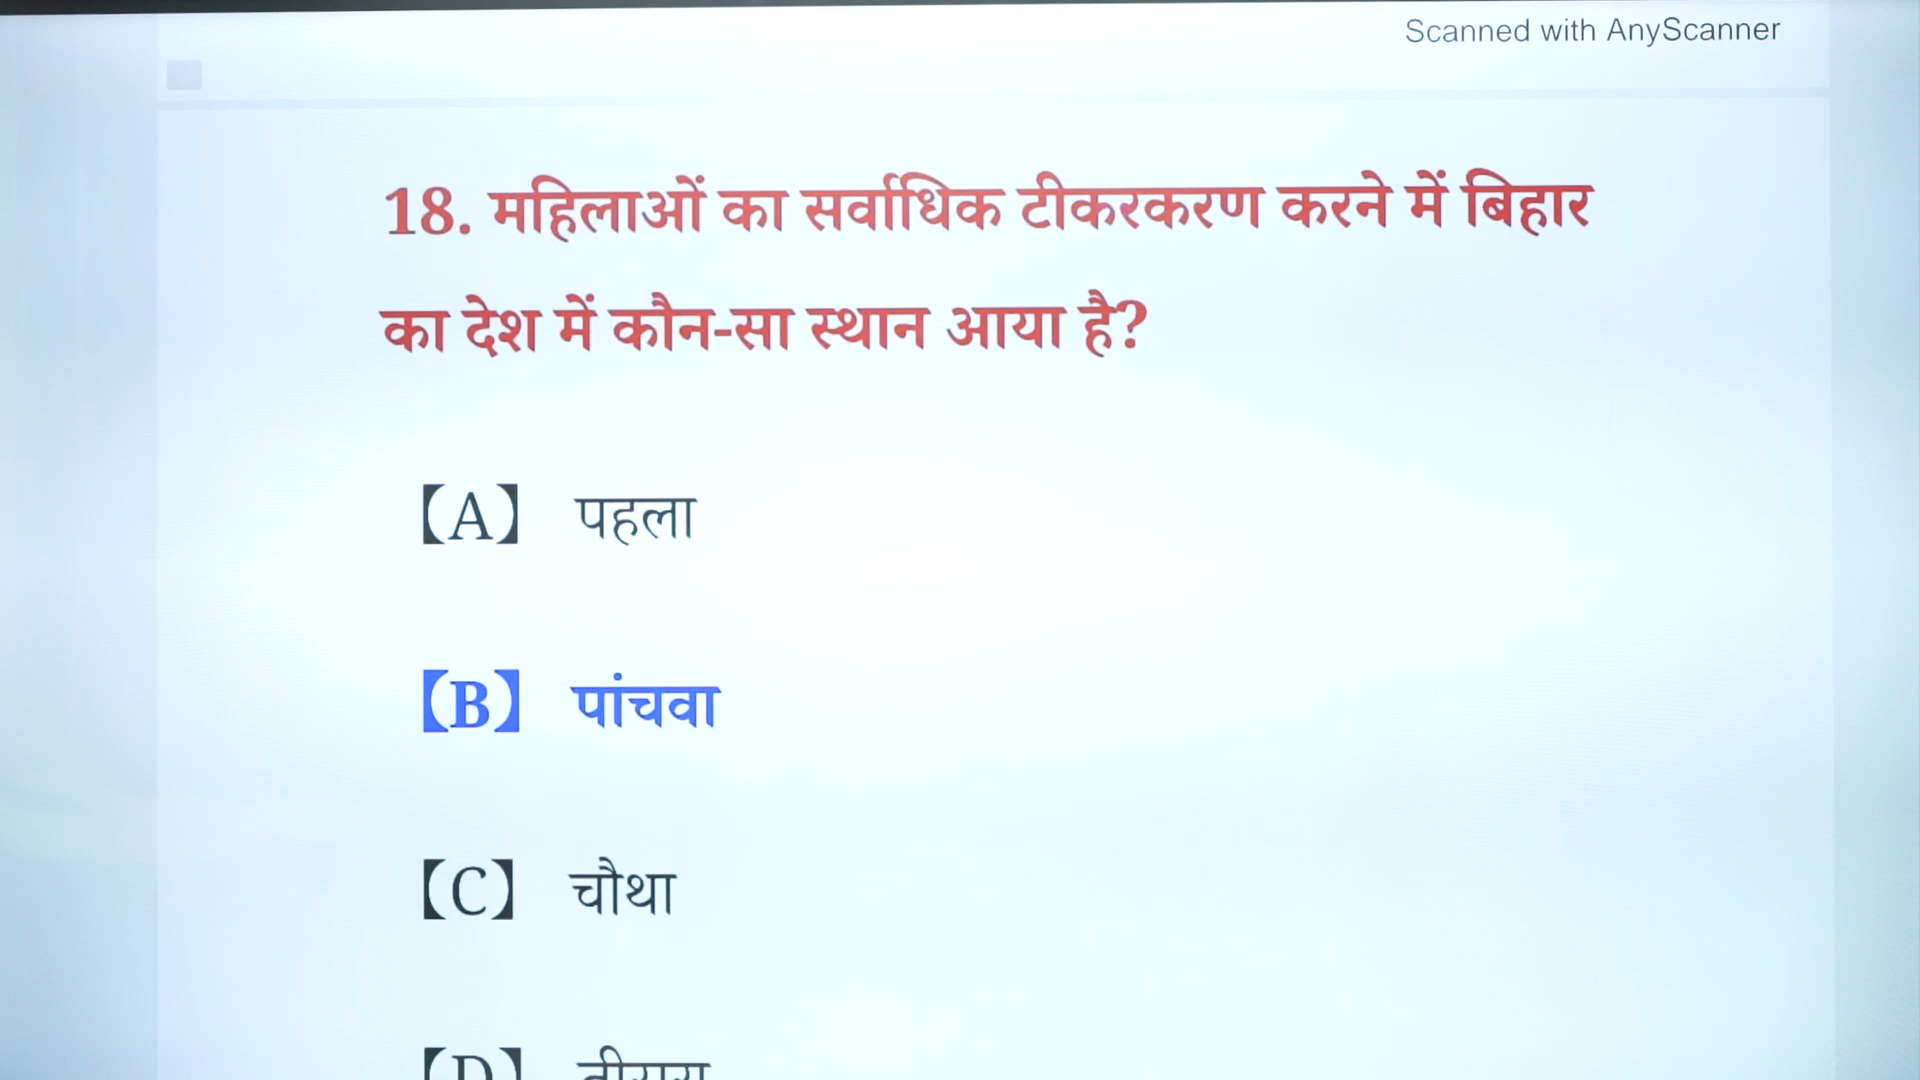 Scanned with AnyScanner
18. महिलाओं का सर्वाधिक टीकरकरण करने में बिहार
का देश में कौन-सा स्थान आया है?
【A】 पहला
【B】 पांचवा
【C】 चौथा
【D】